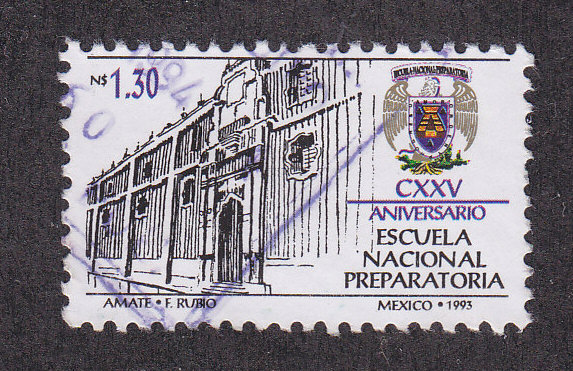 N$ 1.30
ESCUELA NACIONAL PREPARATORIA
CXXV
ANIVERSARIO
ESCUELA
NACIONAL
PREPARATORIA
AMATE • F. RUBIO
MEXICO • 1993